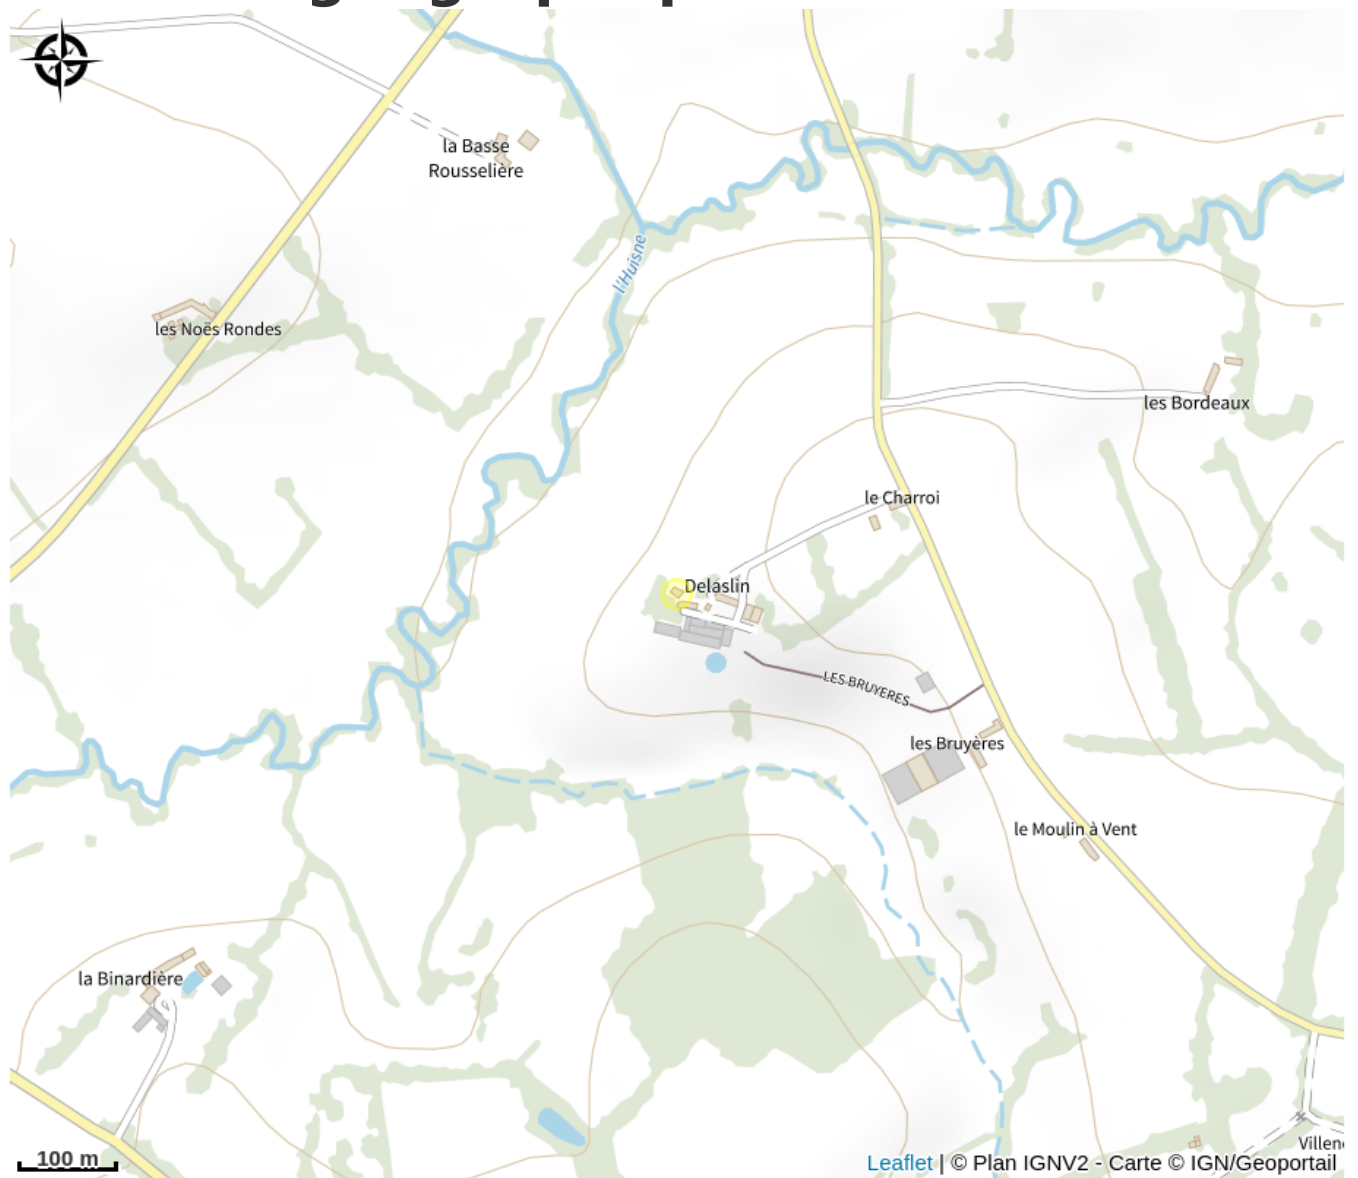 la Basse
Rousselière
l'Huisne
les Noës Rondes
les Bordeaux
le Charroi
Delaslin
LES BRUYERES
les Bruyères
le Moulin à Vent
la Binardière
Villen
100 m
Leaflet | © Plan IGNV2 - Carte © IGN/Geoportail